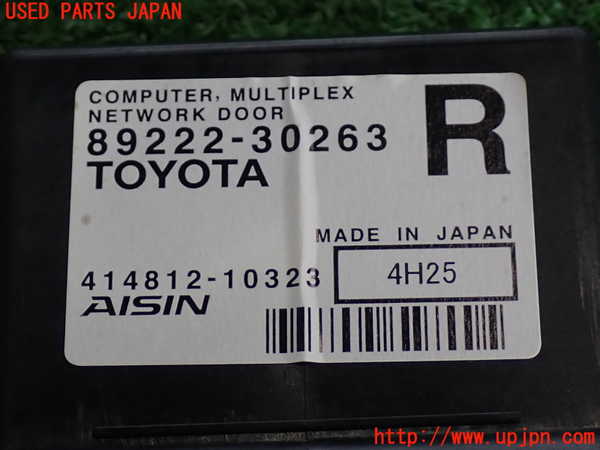 USED PARTS JAPAN
COMPUTER, MULTIPLEX
NETWORK DOOR
89222-30263
R
TOYOTA
MADE IN JAPAN
414812-10323
4H25
AISIN
http://www.upjpn.com